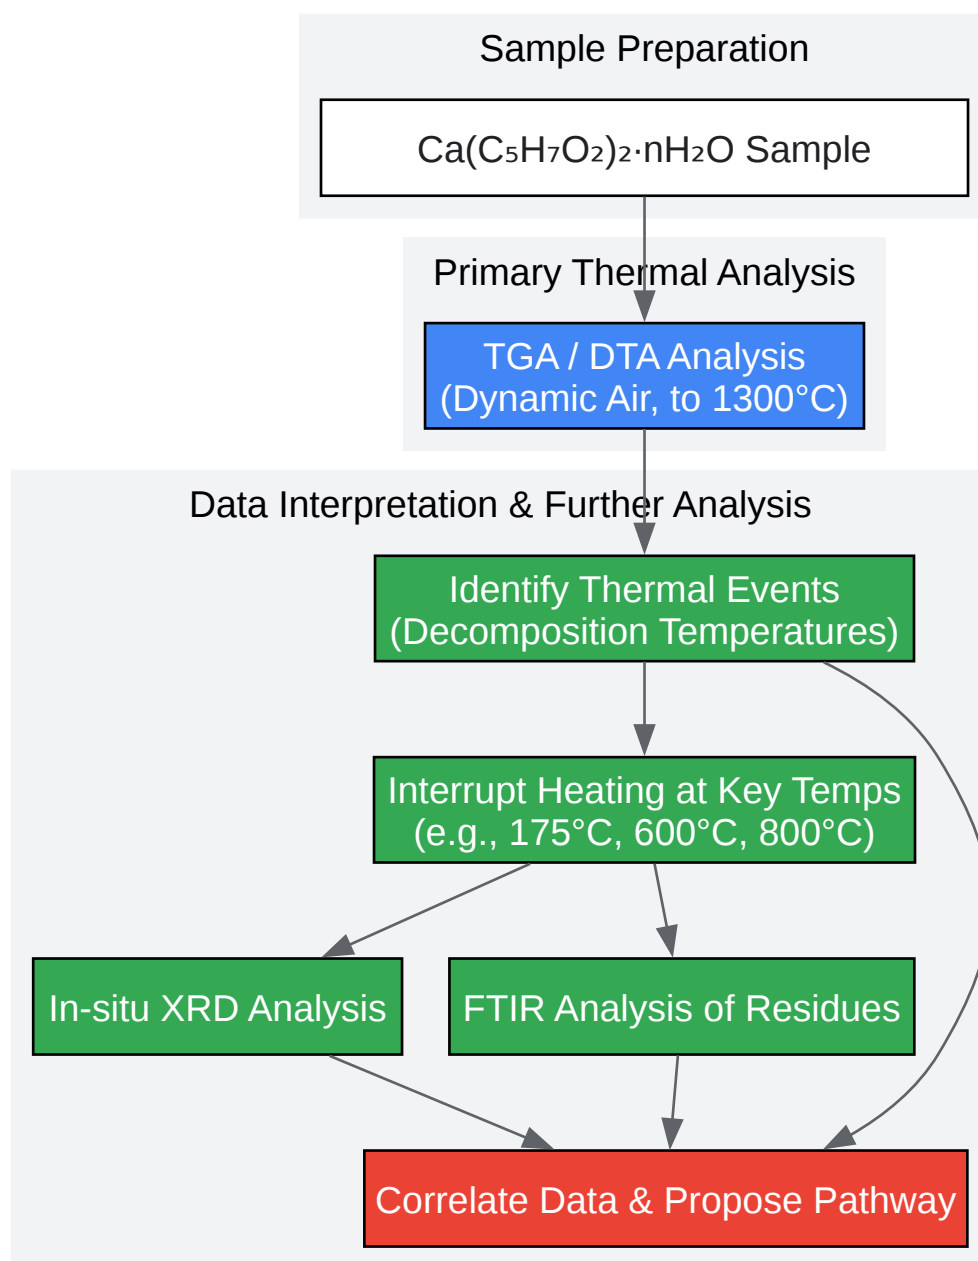 Sample Preparation
Ca(C₅H₇O₂)₂·nH₂O Sample
Primary Thermal Analysis
TGA / DTA Analysis
(Dynamic Air, to 1300°C)
Data Interpretation & Further Analysis
Identify Thermal Events
(Decomposition Temperatures)
Interrupt Heating at Key Temps
(e.g., 175°C, 600°C, 800°C)
In-situ XRD Analysis
FTIR Analysis of Residues
Correlate Data & Propose Pathway